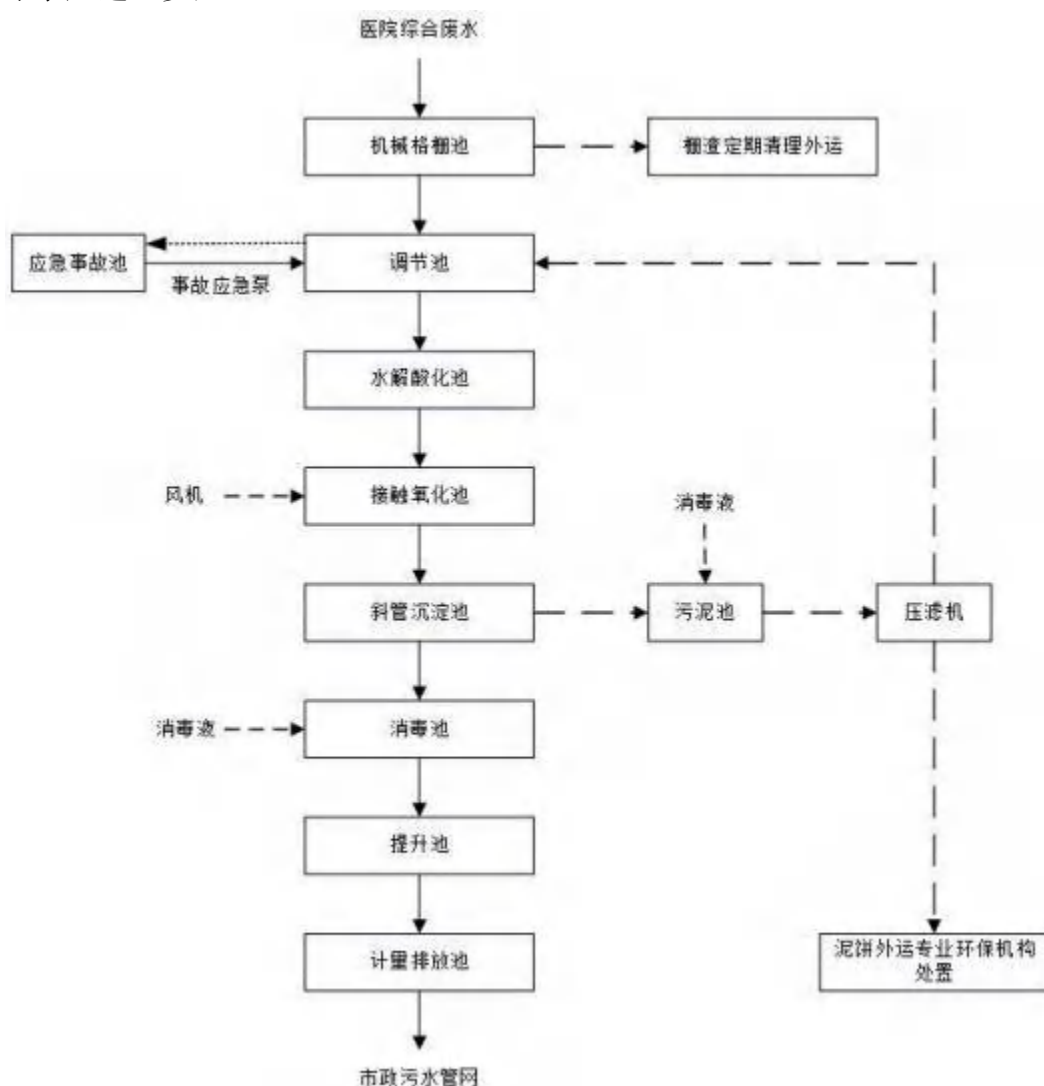 医院综合废水
机械格栅池
栅渣定期清理外运
调节池
应急事故池
事故应急泵
水解酸化池
接触氧化池
风机
消毒液
斜管沉淀池
污泥池
压滤机
消毒液
消毒池
提升池
计量排放池
泥饼外运专业环保机构
处置
市政污水管网